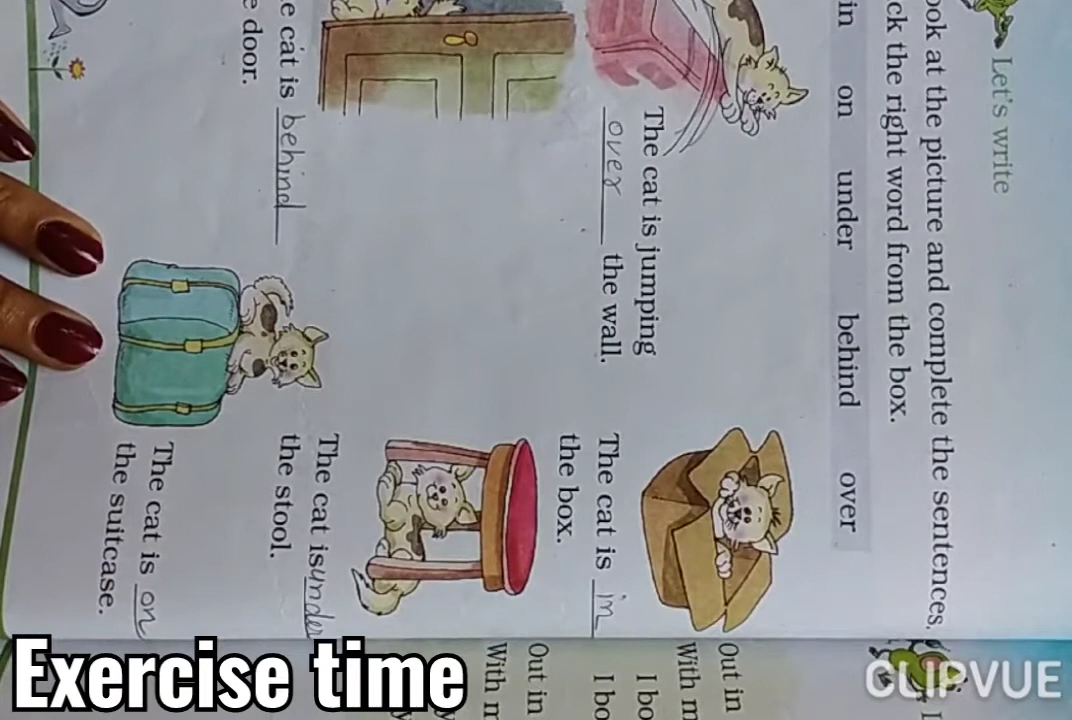 Let's write
ook at the picture and complete the sentences.
ck the right word from the box.
in on under behind over
The cat is jumping
over the wall.
The cat is in
the box.
e cat is behind
e door.
The cat is under
the stool.
The cat is on
the suitcase.
Out in
With m
I bo
I bo
Out in
With m
Exercise time
CLIPVUE